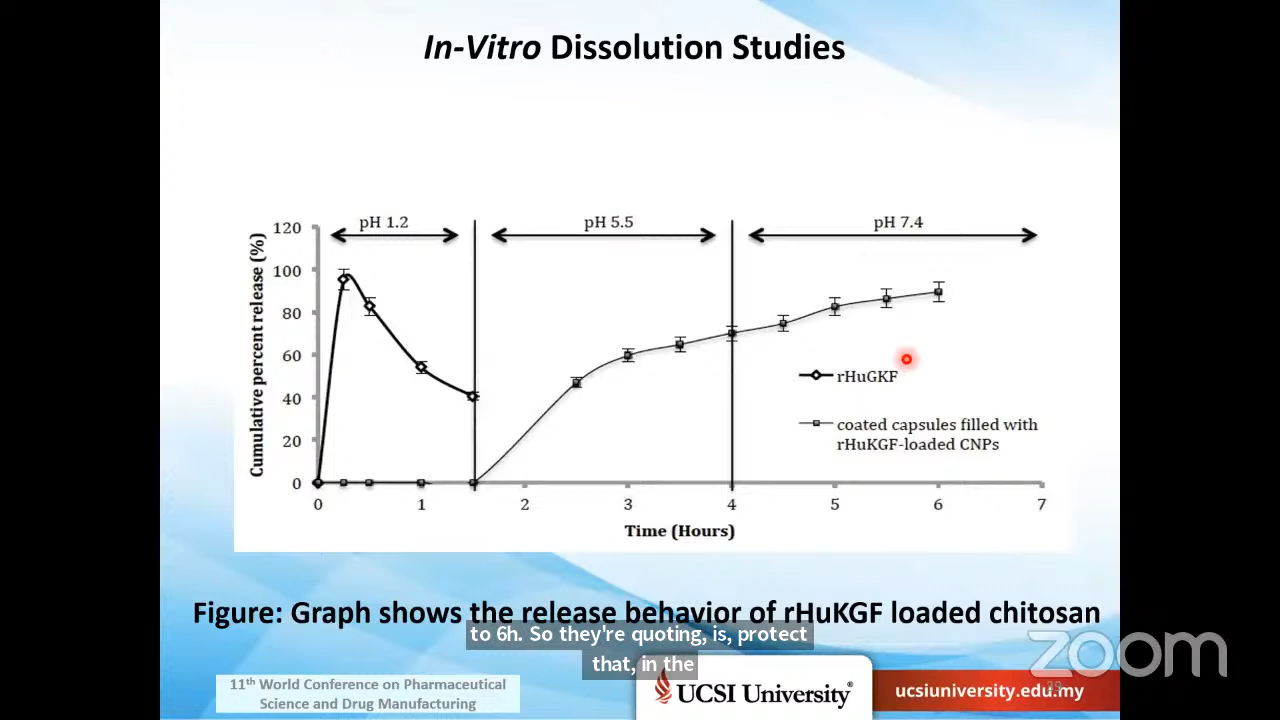 In-Vitro Dissolution Studies
pH 1.2
pH 5.5
pH 7.4
Cumulative percent release (%)
120
100
80
60
40
20
0
0 1 2 3 4 5 6 7
Time (Hours)
rHuGKF
coated capsules filled with
rHuKGF-loaded CNPs
Figure: Graph shows the release behavior of rHuKGF loaded chitosan
to 6h. So they're quoting, is, protect
that, in the
zoom
11th World Conference on Pharmaceutical
Science and Drug Manufacturing
UCSI University®
ucsiuniversity.edu.my